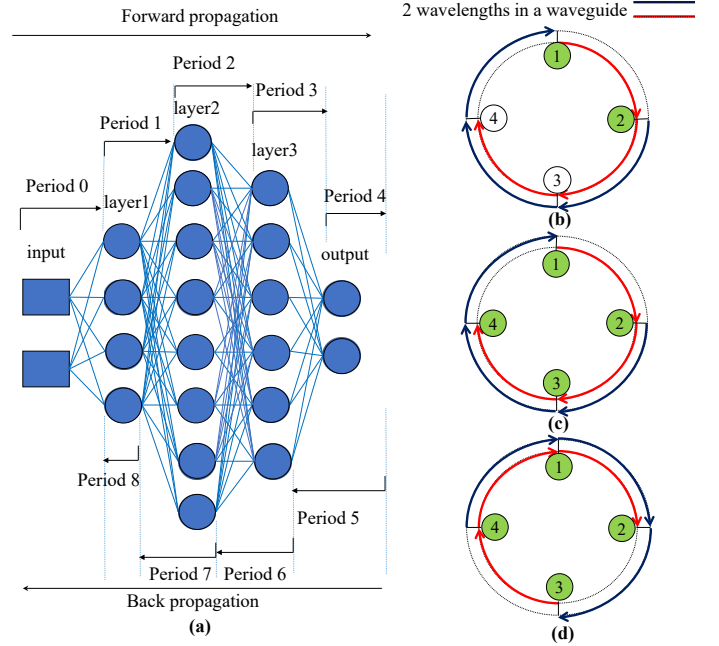 Forward propagation
2 wavelengths in a waveguide
Period 2
Period 3
layer2
Period 1
layer3
Period 0
Period 4
layer1
input
output
Period 8
Period 5
Period 7
Period 6
Back propagation
(a)
1
2
3
4
(b)
1
2
3
4
(c)
1
2
3
4
(d)